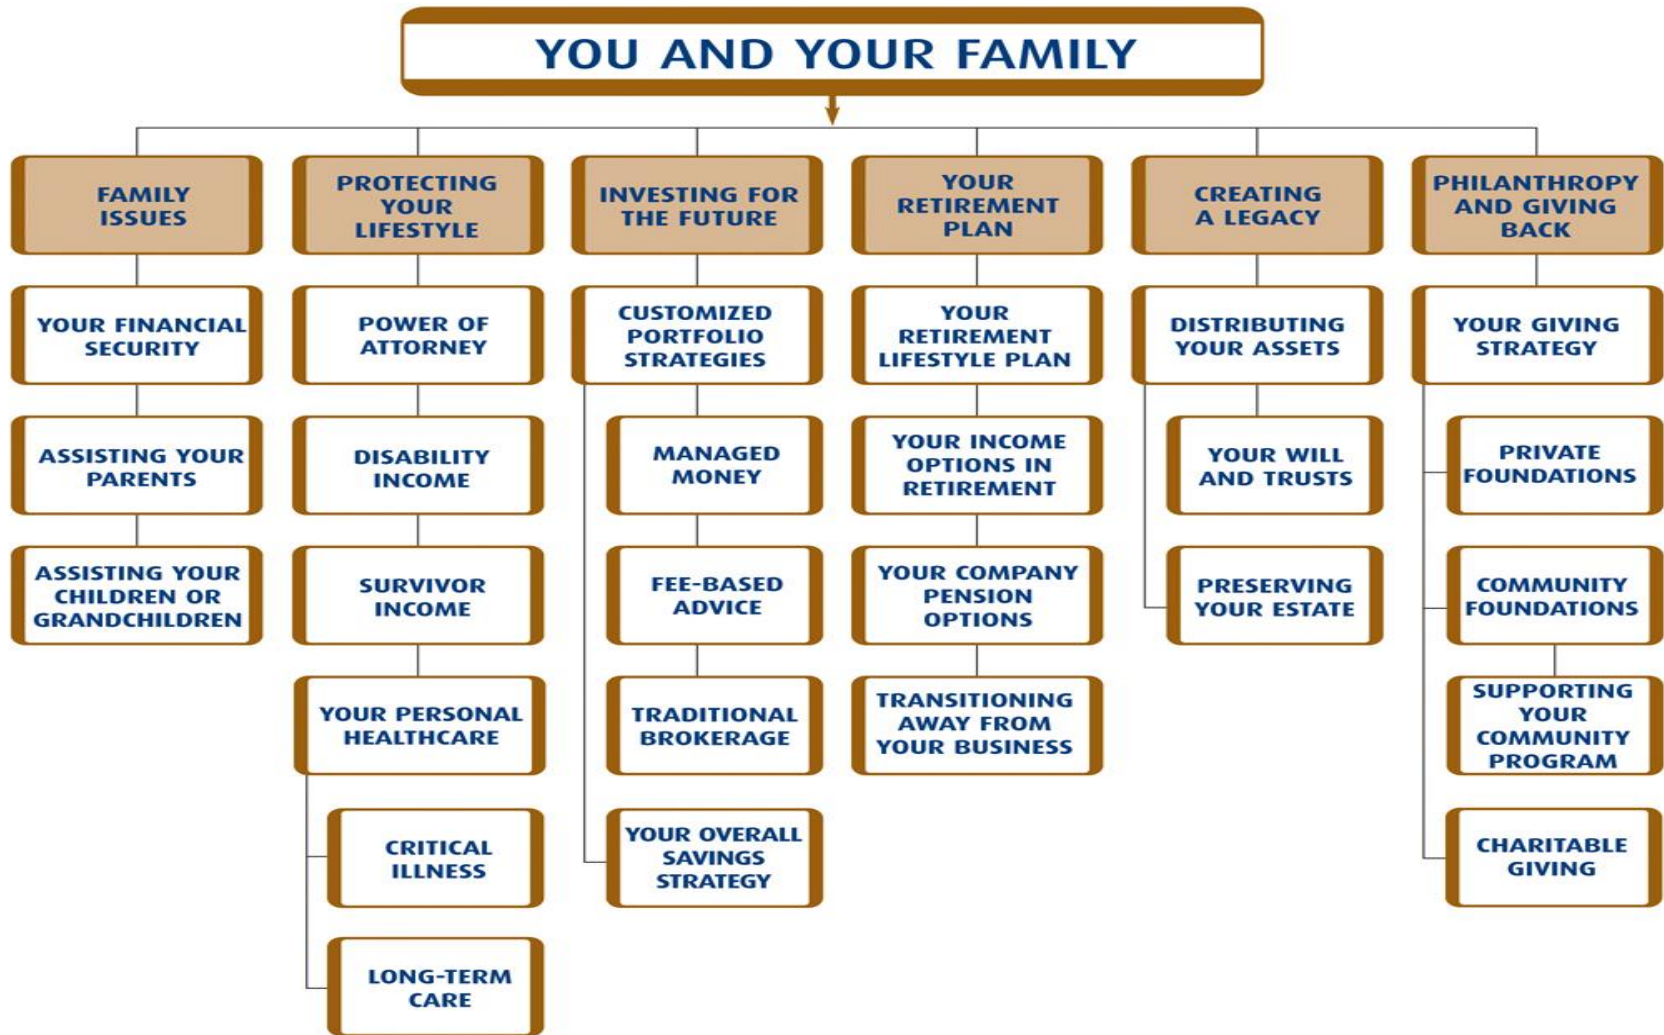 YOU AND YOUR FAMILY
FAMILY
ISSUES
YOUR FINANCIAL
SECURITY
ASSISTING YOUR
PARENTS
ASSISTING YOUR
CHILDREN OR
GRANDCHILDREN
PROTECTING
YOUR
LIFESTYLE
POWER OF
ATTORNEY
DISABILITY
INCOME
SURVIVOR
INCOME
YOUR PERSONAL
HEALTHCARE
CRITICAL
ILLNESS
LONG-TERM
CARE
INVESTING FOR
THE FUTURE
CUSTOMIZED
PORTFOLIO
STRATEGIES
MANAGED
MONEY
FEE-BASED
ADVICE
TRADITIONAL
BROKERAGE
YOUR OVERALL
SAVINGS
STRATEGY
YOUR
RETIREMENT
PLAN
YOUR
RETIREMENT
LIFESTYLE PLAN
YOUR INCOME
OPTIONS IN
RETIREMENT
YOUR COMPANY
PENSION
OPTIONS
TRANSITIONING
AWAY FROM
YOUR BUSINESS
CREATING
A LEGACY
DISTRIBUTING
YOUR ASSETS
YOUR WILL
AND TRUSTS
PRESERVING
YOUR ESTATE
PHILANTHROPY
AND GIVING
BACK
YOUR GIVING
STRATEGY
PRIVATE
FOUNDATIONS
COMMUNITY
FOUNDATIONS
SUPPORTING
YOUR
COMMUNITY
PROGRAM
CHARITABLE
GIVING